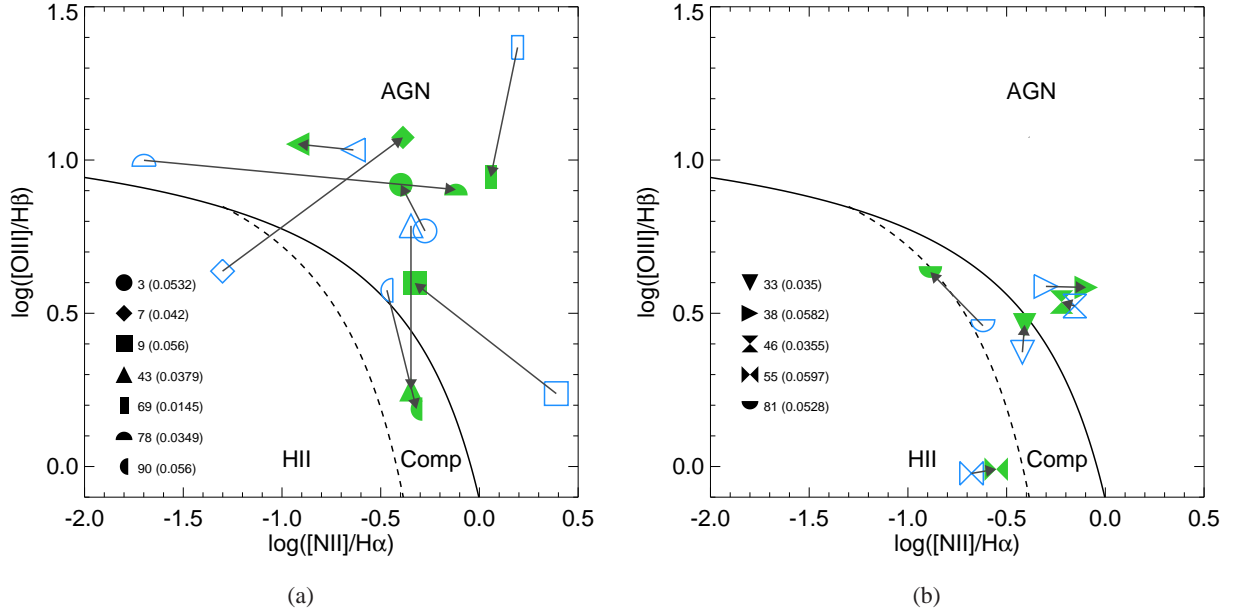 1.5
1.0
0.5
0.0
log([OIII]/Hβ)
AGN
3 (0.0532)
7 (0.042)
9 (0.056)
43 (0.0379)
69 (0.0145)
78 (0.0349)
90 (0.056)
HII
Comp
-2.0 -1.5 -1.0 -0.5 0.0 0.5
log([NII]/Hα)
(a)
1.5
1.0
0.5
0.0
log([OIII]/Hβ)
AGN
33 (0.035)
38 (0.0582)
46 (0.0355)
55 (0.0597)
81 (0.0528)
HII
Comp
-2.0 -1.5 -1.0 -0.5 0.0 0.5
log([NII]/Hα)
(b)